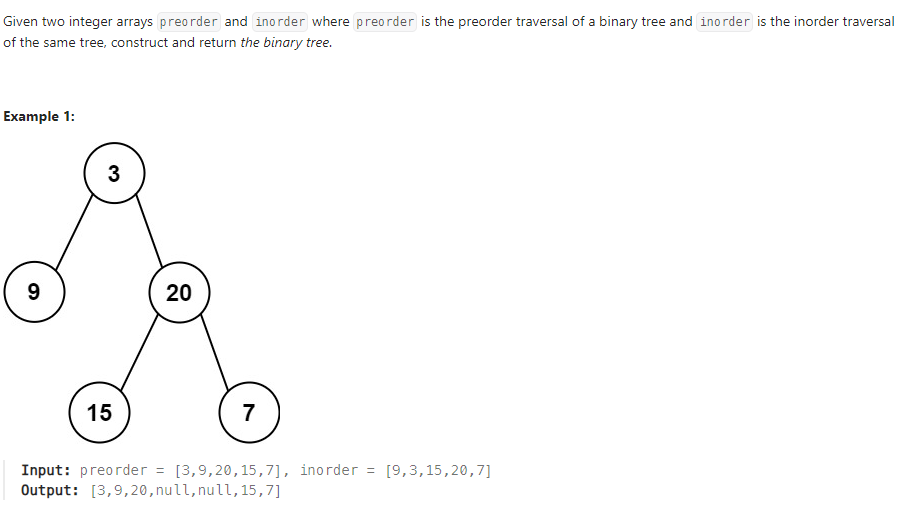 Given two integer arrays preorder and inorder where preorder is the preorder traversal of a binary tree and inorder is the inorder traversal
of the same tree, construct and return the binary tree.
Example 1:
3
9
20
15
7
Input: preorder = [3,9,20,15,7], inorder = [9,3,15,20,7]
Output: [3,9,20,null,null,15,7]